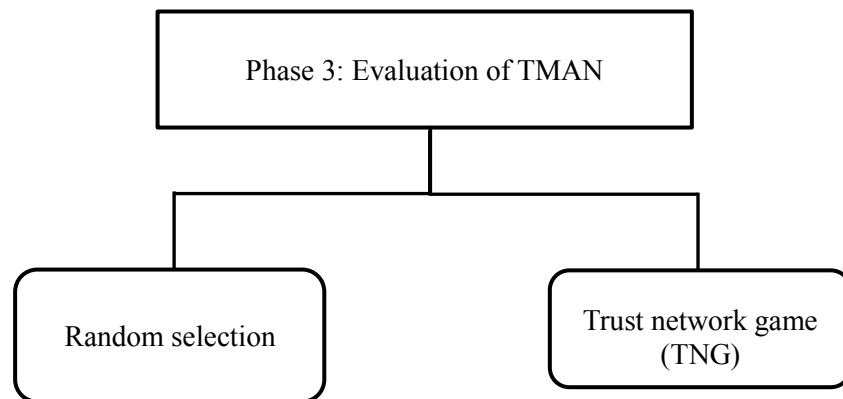 Phase 3: Evaluation of TMAN
Random selection
Trust network game
(TNG)